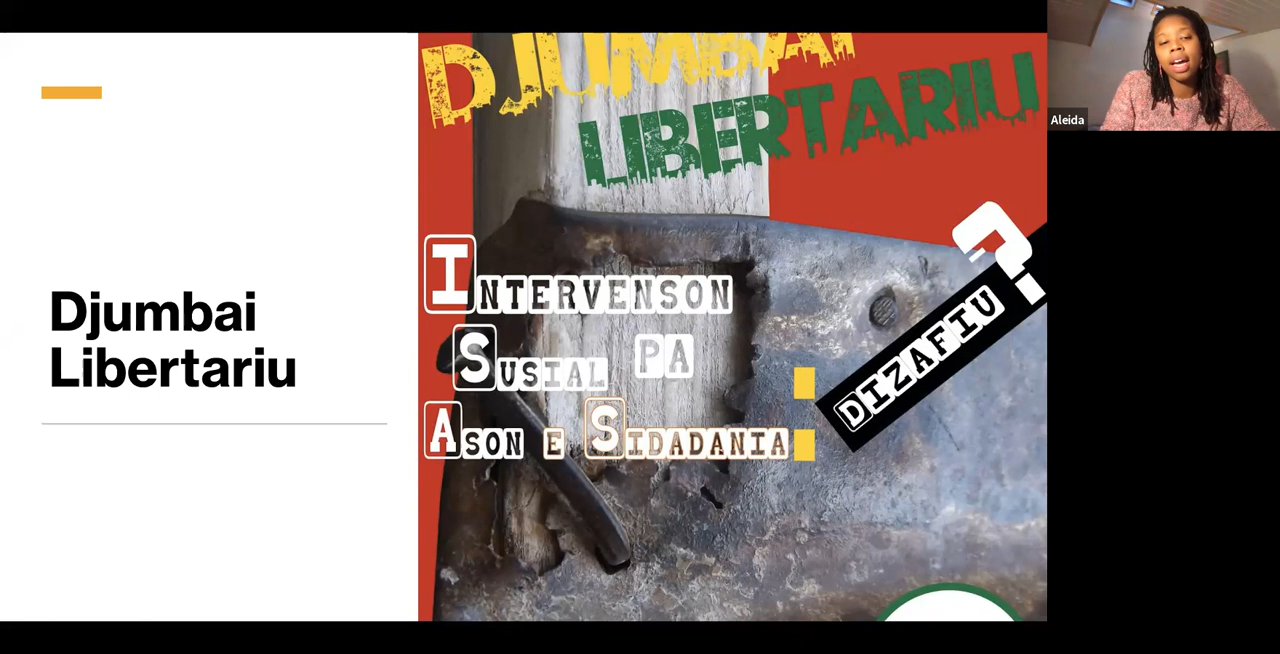 Djumbai
Libertariu
DJUMBAI
LIBERTARIU
INTERVENSON
SUSIAL PA
ASON E SIDADANIA:
DIZAFIU?
Aleida